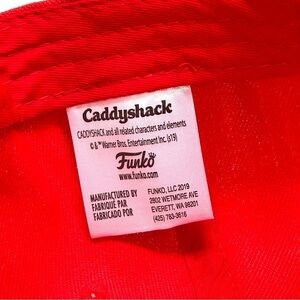 Caddyshack
CADDYSHACK and all related characters and elements
© & ™ Warner Bros. Entertainment Inc. (s19)
Funko
www.funko.com
MANUFACTURED BY
FABRIQUÉ PAR
FABRICADO POR
FUNKO, LLC 2019
2802 WETMORE AVE
EVERETT, WA 98201
(425) 783-3616